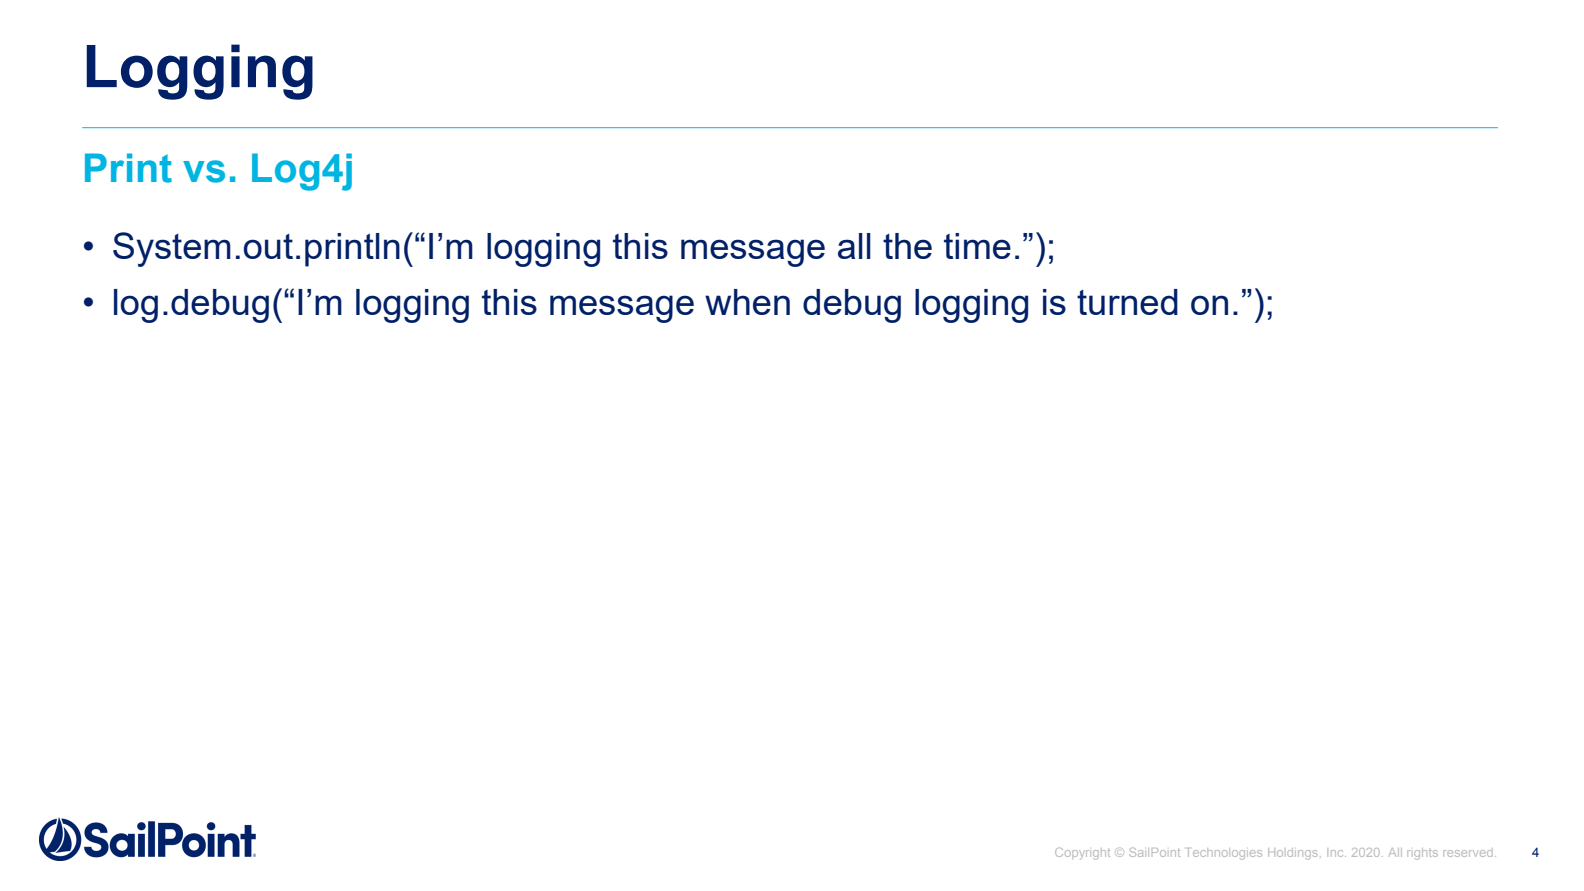 Logging
Print vs. Log4j
• System.out.println(“I’m logging this message all the time.”);
• log.debug(“I’m logging this message when debug logging is turned on.”);
SailPoint
Copyright © SailPoint Technologies Holdings, Inc. 2020. All rights reserved. 4